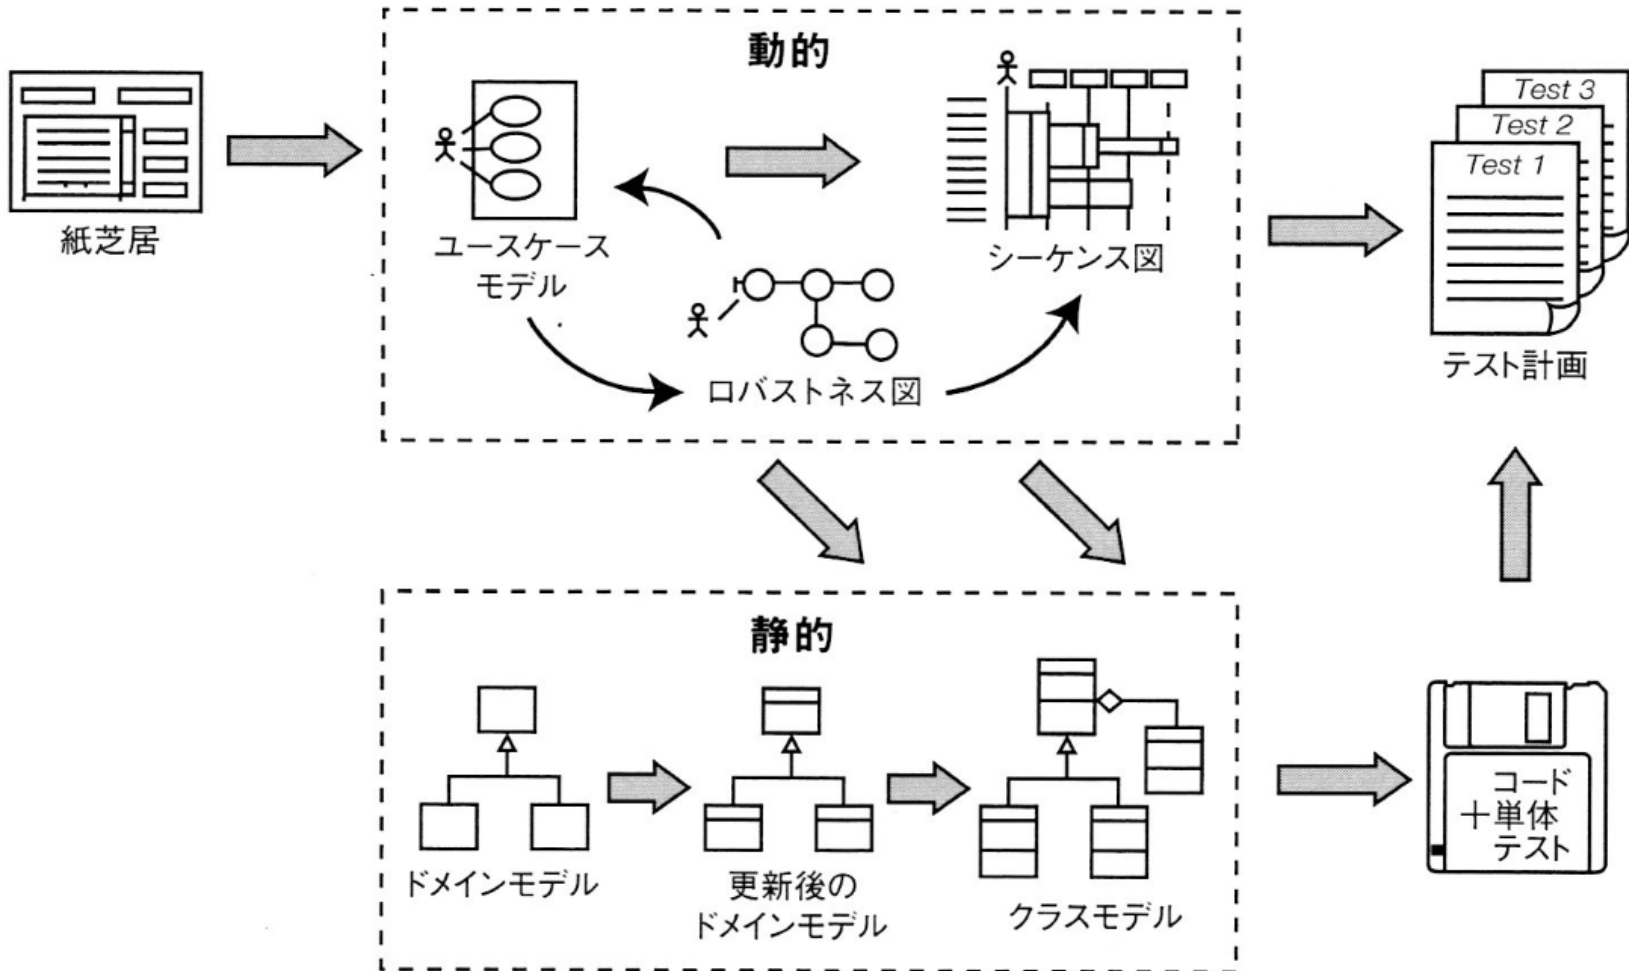 動的
紙芝居
ユースケース
モデル
シーケンス図
ロバストネス図
Test 3
Test 2
Test 1
テスト計画
静的
ドメインモデル
更新後の
ドメインモデル
クラスモデル
コード
+単体
テスト